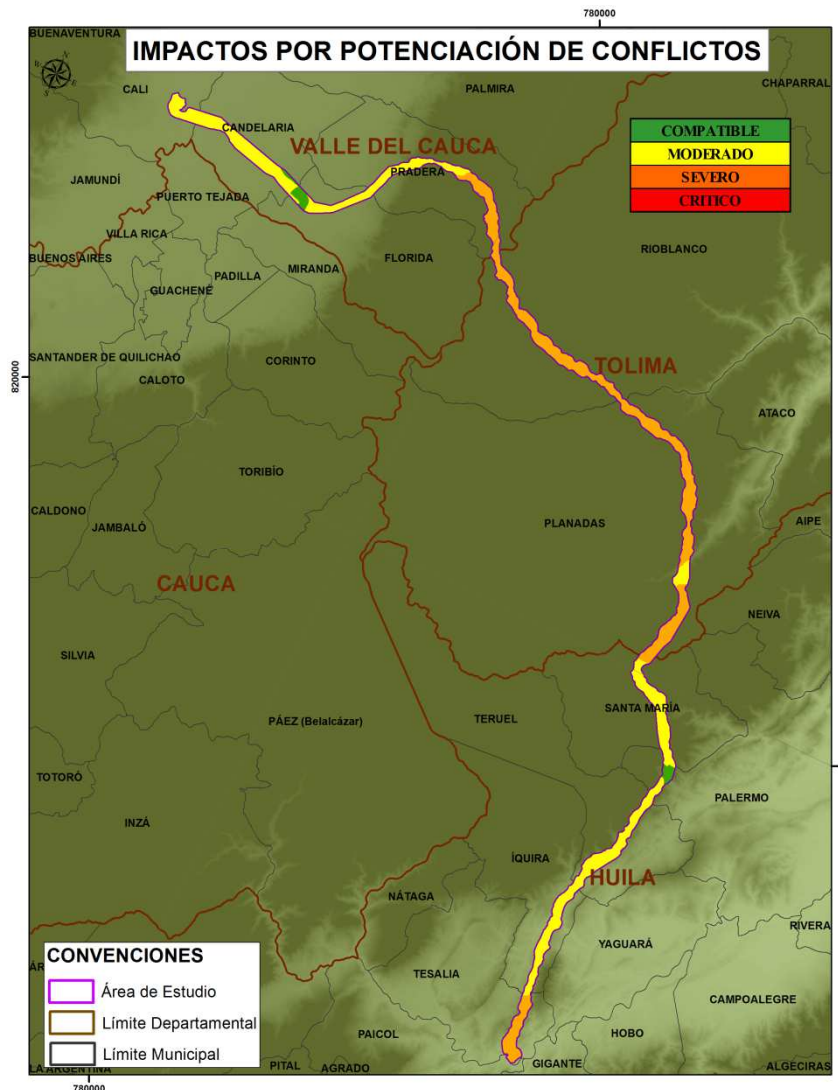 780000
BUENAVENTURA
IMPACTOS POR POTENCIACIÓN DE CONFLICTOS
N
E
S
CALI
PALMIRA
CHAPARRAL
CANDELARIA
COMPATIBLE
MODERADO
SEVERO
CRITICO
VALLE DEL CAUCA
PRADERA
JAMUNDÍ
PUERTO TEJADA
VILLA RICA
RIOBLANCO
BUENOS AIRES
FLORIDA
MIRANDA
PADILLA
GUACHENÉ
SANTANDER DE QUILICHAO
CORINTO
TOLIMA
820000
CALOTO
ATACO
TORIBÍO
CALDONO
JAMBALÓ
PLANADAS
AIPE
CAUCA
NEIVA
SILVIA
SANTA MARÍA
PÁEZ (Belalcázar)
TERUEL
TOTORÓ
PALERMO
INZÁ
ÍQUIRA
HUILA
NÁTAGA
RIVERA
YAGUARÁ
CONVENCIONES
Área de Estudio
Límite Departamental
Límite Municipal
TESALIA
CAMPOALEGRE
PAICOL
HOBO
GIGANTE
LA ARGENTINA
PITAL
AGRADO
ALGECIRAS
780000